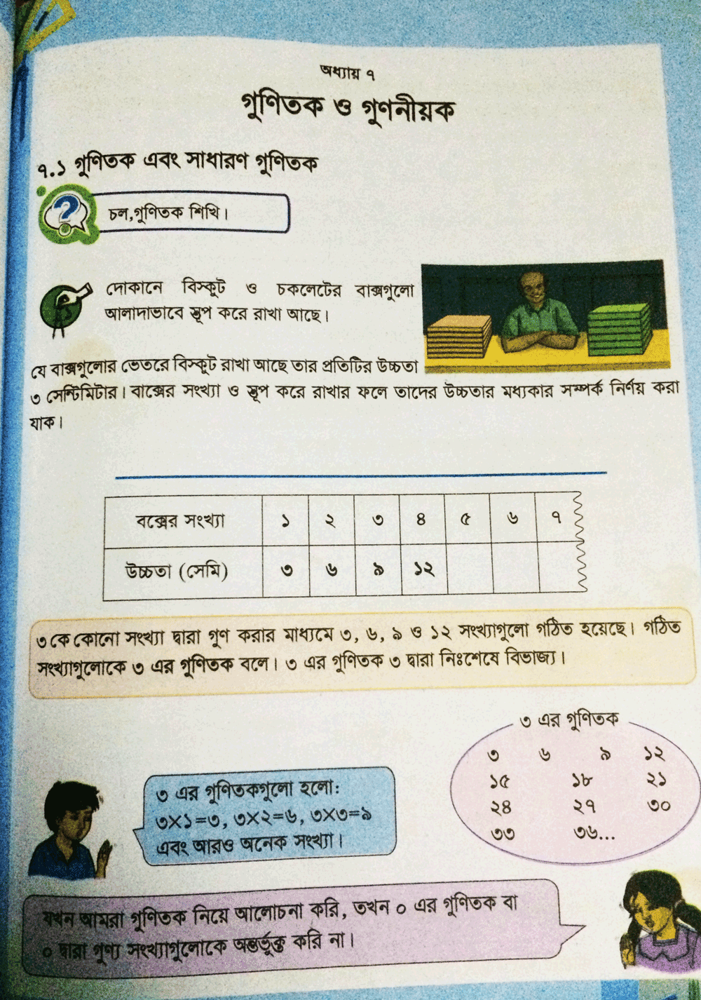 অধ্যায় ৭
গুণিতক ও গুণনীয়ক
৭.১ গুণিতক এবং সাধারণ গুণিতক
চল,গুণিতক শিখি।
দোকানে বিস্কুট ও চকলেটের বাক্সগুলো
আলাদাভাবে স্তূপ করে রাখা আছে।
যে বাক্সগুলোর ভেতরে বিস্কুট রাখা আছে তার প্রতিটির উচ্চতা
৩ সেন্টিমিটার। বাক্সের সংখ্যা ও স্তূপ করে রাখার ফলে তাদের উচ্চতার মধ্যকার সম্পর্ক নির্ণয় করা
যাক।
বক্সের সংখ্যা ১ ২ ৩ ৪ ৫ ৬ ৭
উচ্চতা (সেমি) ৩ ৬ ৯ ১২
৩ কে কোনো সংখ্যা দ্বারা গুণ করার মাধ্যমে ৩, ৬, ৯ ও ১২ সংখ্যাগুলো গঠিত হয়েছে। গঠিত
সংখ্যাগুলোকে ৩ এর গুণিতক বলে। ৩ এর গুণিতক ৩ দ্বারা নিঃশেষে বিভাজ্য।
৩ এর গুণিতক
৩ ৬ ৯ ১২
১৫ ১৮ ২১
২৪ ২৭ ৩০
৩৩ ৩৬...
৩ এর গুণিতকগুলো হলো:
৩×১=৩, ৩×২=৬, ৩×৩=৯
এবং আরও অনেক সংখ্যা।
যখন আমরা গুণিতক নিয়ে আলোচনা করি, তখন ০ এর গুণিতক বা
০ দ্বারা গুণ্য সংখ্যাগুলোকে অন্তর্ভুক্ত করি না।